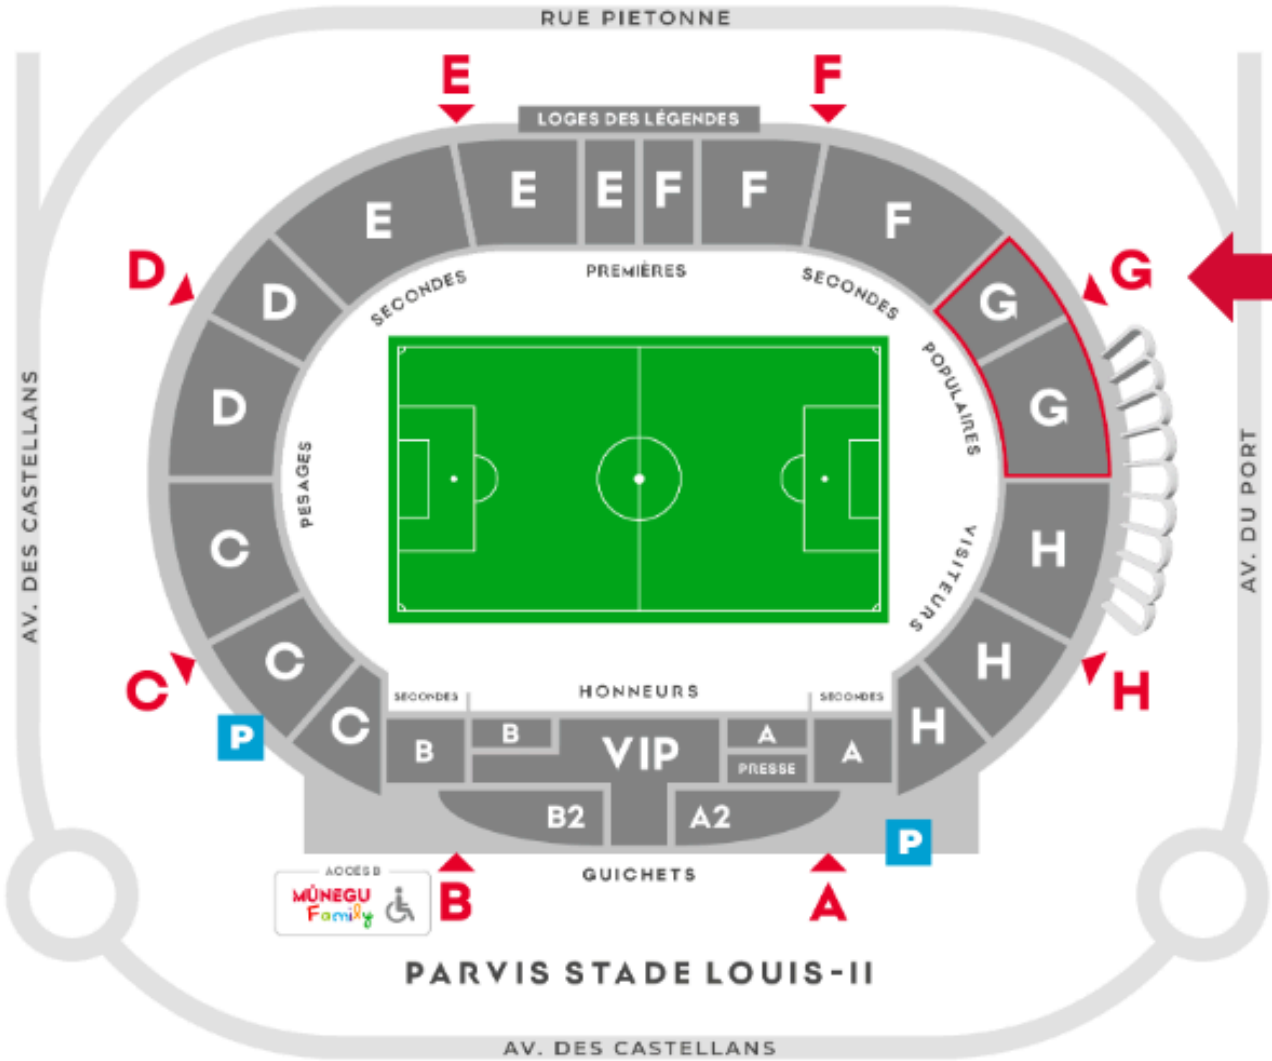 RUE PIETONNE
E
F
LOGES DES LÉGENDES
E
E
E
F
F
F
D
D
SECONDES
PREMIÈRES
SECONDES
G
G
D
PESAGES
POPULAIRES
G
AV. DES CASTELLANS
AV. DU PORT
C
VISITEURS
H
C
C
H
H
C
SECONDES
HONNEURS
SECONDES
H
P
B
B
VIP
A
PRESSE
A
B2
A2
P
GUICHETS
ACCÈS B
MÛNEGU
Family
B
A
PARVIS STADE LOUIS-II
AV. DES CASTELLANS